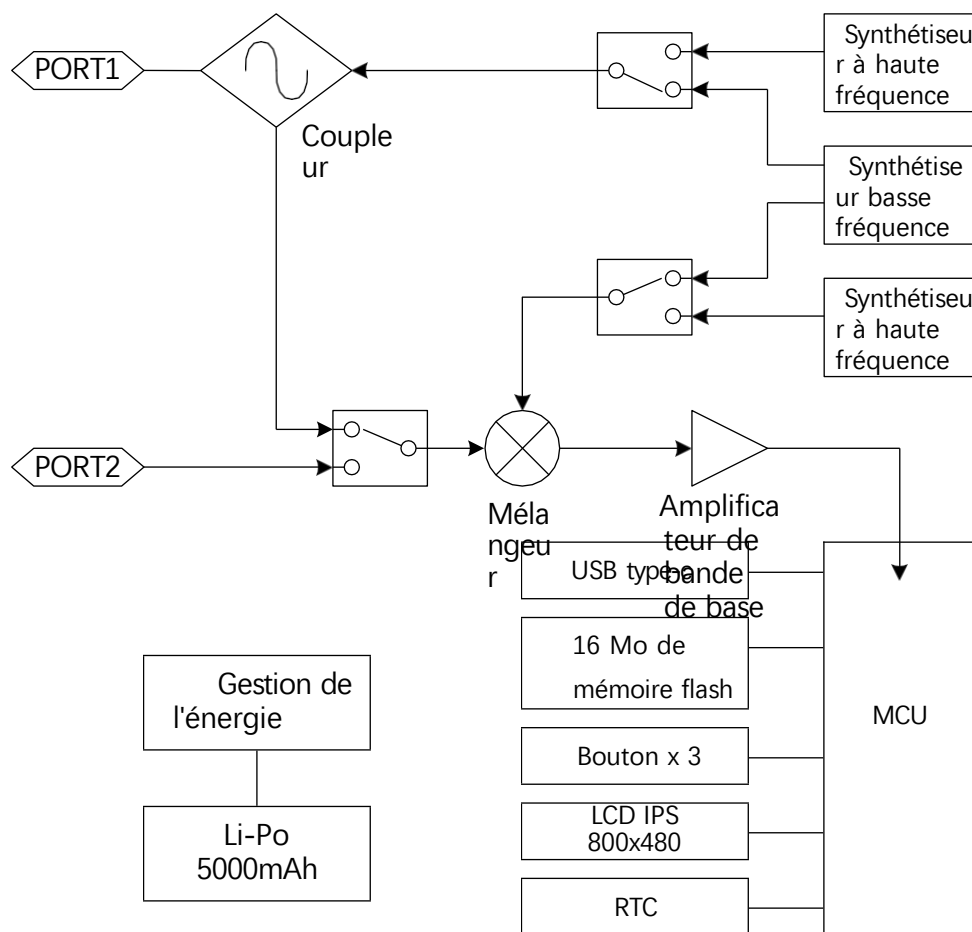 PORT1
Synthétiseu
r à haute
fréquence
Couple
ur
Synthétise
ur basse
fréquence
Synthétiseu
r à haute
fréquence
PORT2
Méla
ngeur
r
Amplifica
teur de
bande
de base
USB type-c
16 Mo de
mémoire flash
MCU
Gestion de
l'énergie
Bouton x 3
Li-Po
5000mAh
LCD IPS
800x480
RTC